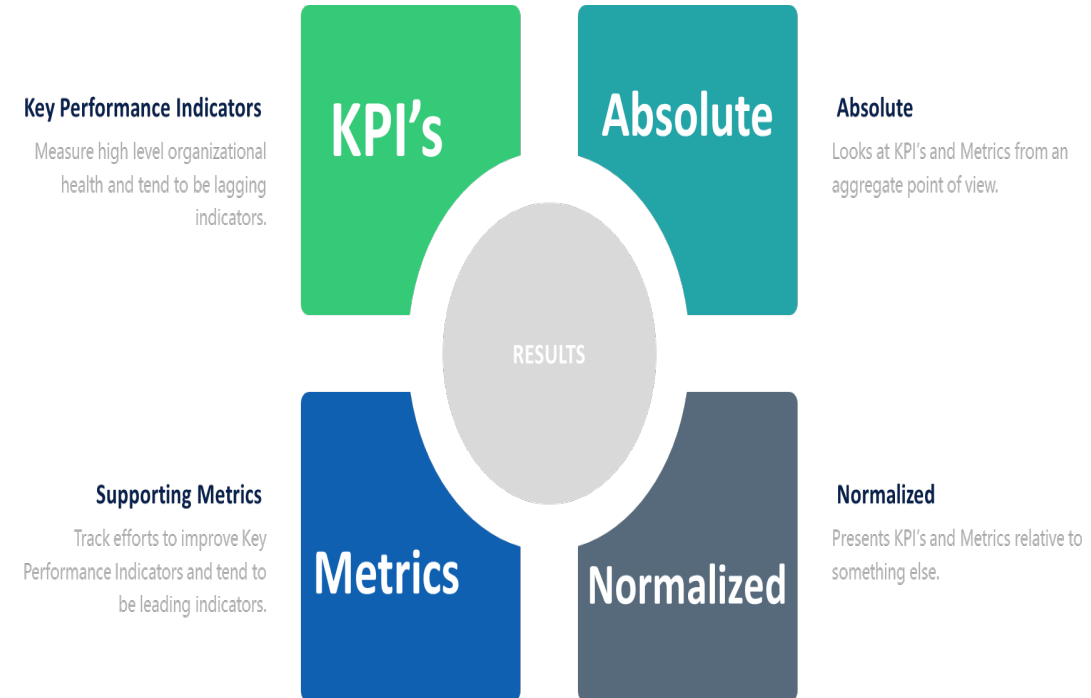 Key Performance Indicators
Measure high level organizational
health and tend to be lagging
indicators.
KPI's
Absolute
Absolute
Looks at KPI's and Metrics from an
aggregate point of view.
RESULTS
Supporting Metrics
Track efforts to improve Key
Performance Indicators and tend to
be leading indicators.
Metrics
Normalized
Normalized
Presents KPI's and Metrics relative to
something else.